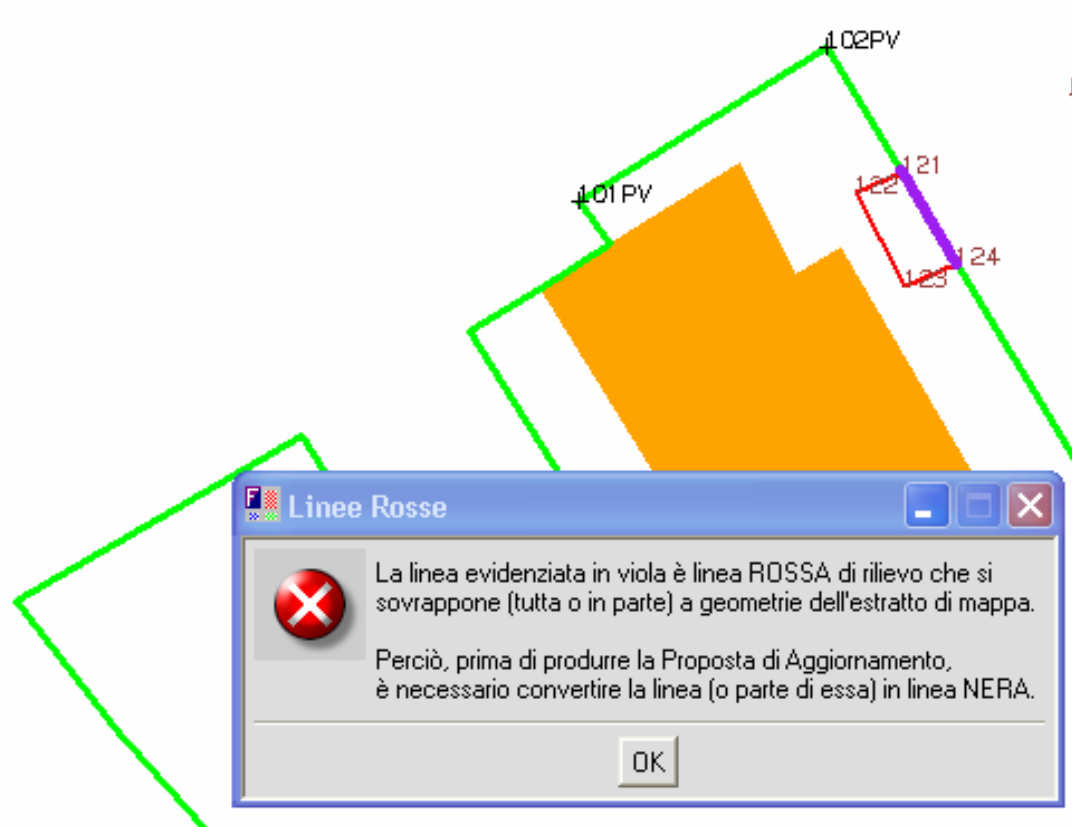 102PV
121
122
101PV
124
123
Linee Rosse
La linea evidenziata in viola è linea ROSSA di rilievo che si
sovrappone (tutta o in parte) a geometrie dell'estratto di mappa.
Perciò, prima di produrre la Proposta di Aggiornamento,
è necessario convertire la linea (o parte di essa) in linea NERA.
OK